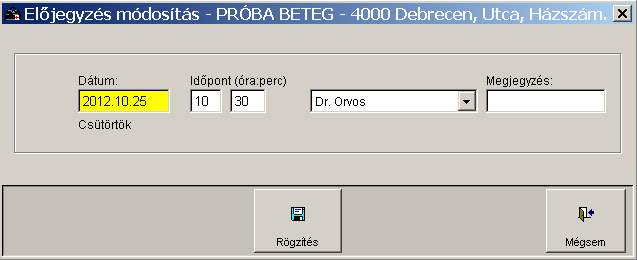 Előjegyzés módosítás - PRÓBA BETEG - 4000 Debrecen, Utca, Házszám.
Dátum: Időpont (óra:perc) Megjegyzés:
2012.10.25 10 30 Dr. Orvos
Csütörtök
Rögzítés Mégsem